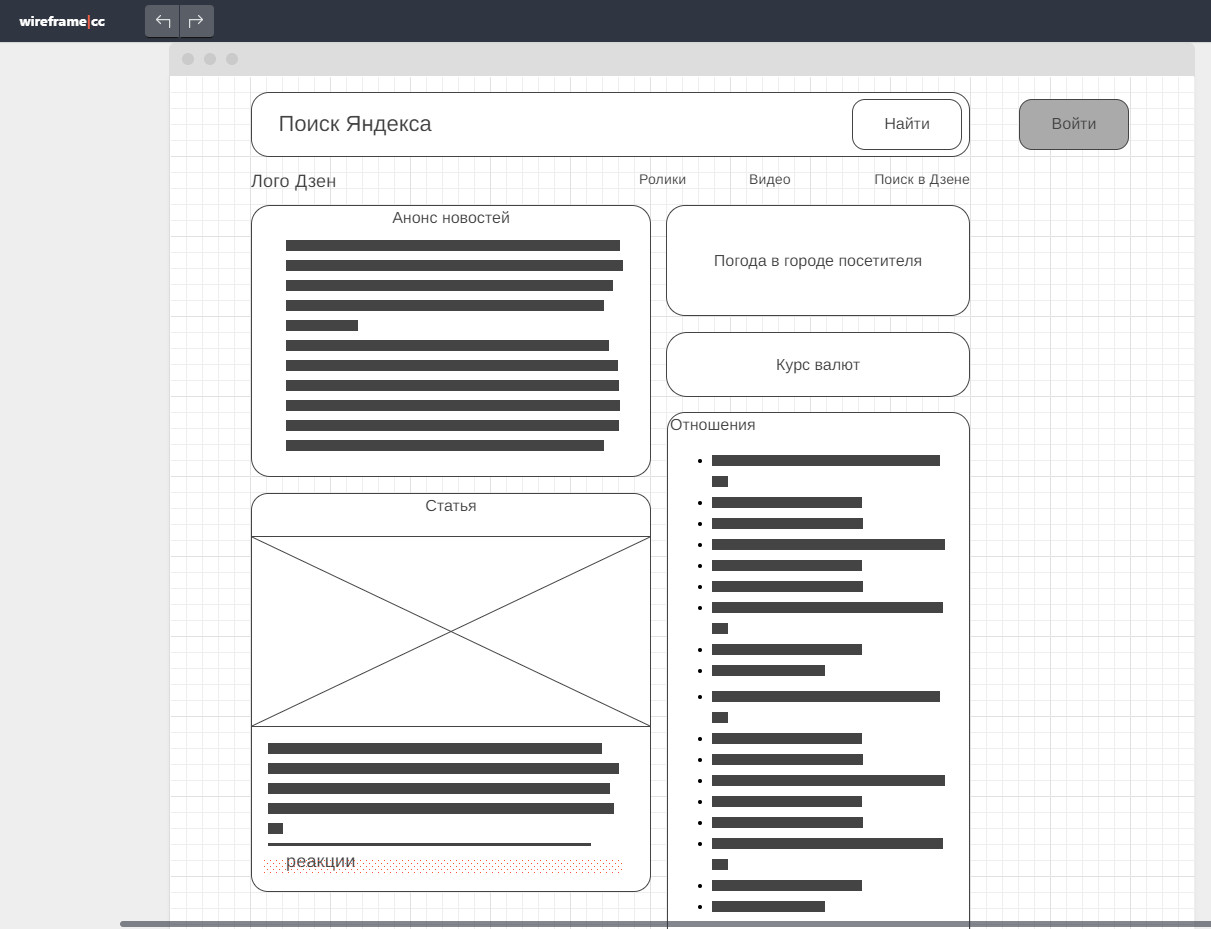 wireframe|cc
Поиск Яндекса
Найти
Войти
Лого Дзен
Ролики
Видео
Поиск в Дзене
Анонс новостей
Погода в городе посетителя
Курс валют
Отношения
Статья
реакции